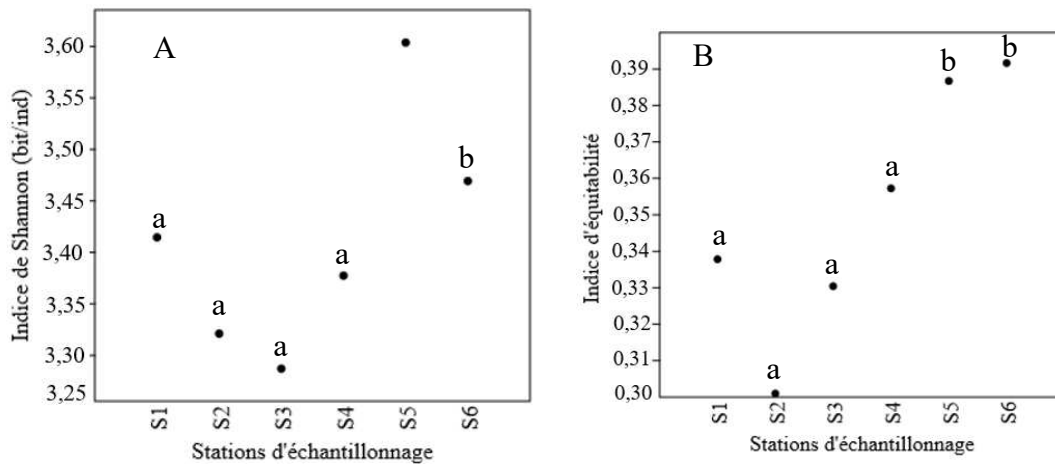 A
Indice de Shannon (bit/ind)
3,60
3,55
3,50
3,45
3,40
3,35
3,30
3,25
a
a
a
a
b
S1
S2
S3
S4
S5
S6
Stations d'échantillonnage
B
Indice d'équitabilité
0,39
0,38
0,36
0,35
0,34
0,33
0,32
0,31
0,30
a
a
a
a
b
b
S1
S2
S3
S4
S5
S6
Stations d'échantillonnage